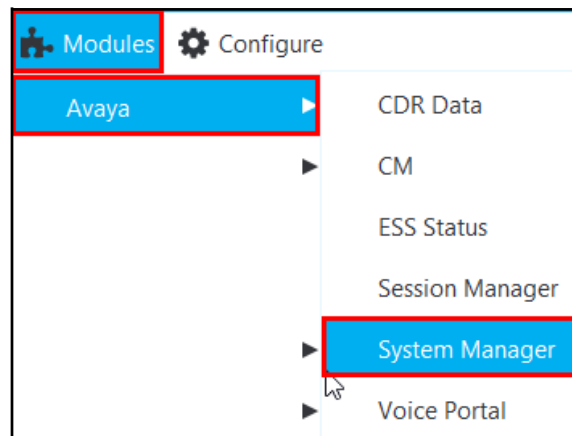 Modules Configure
Avaya CDR Data
CM
ESS Status
Session Manager
System Manager
Voice Portal